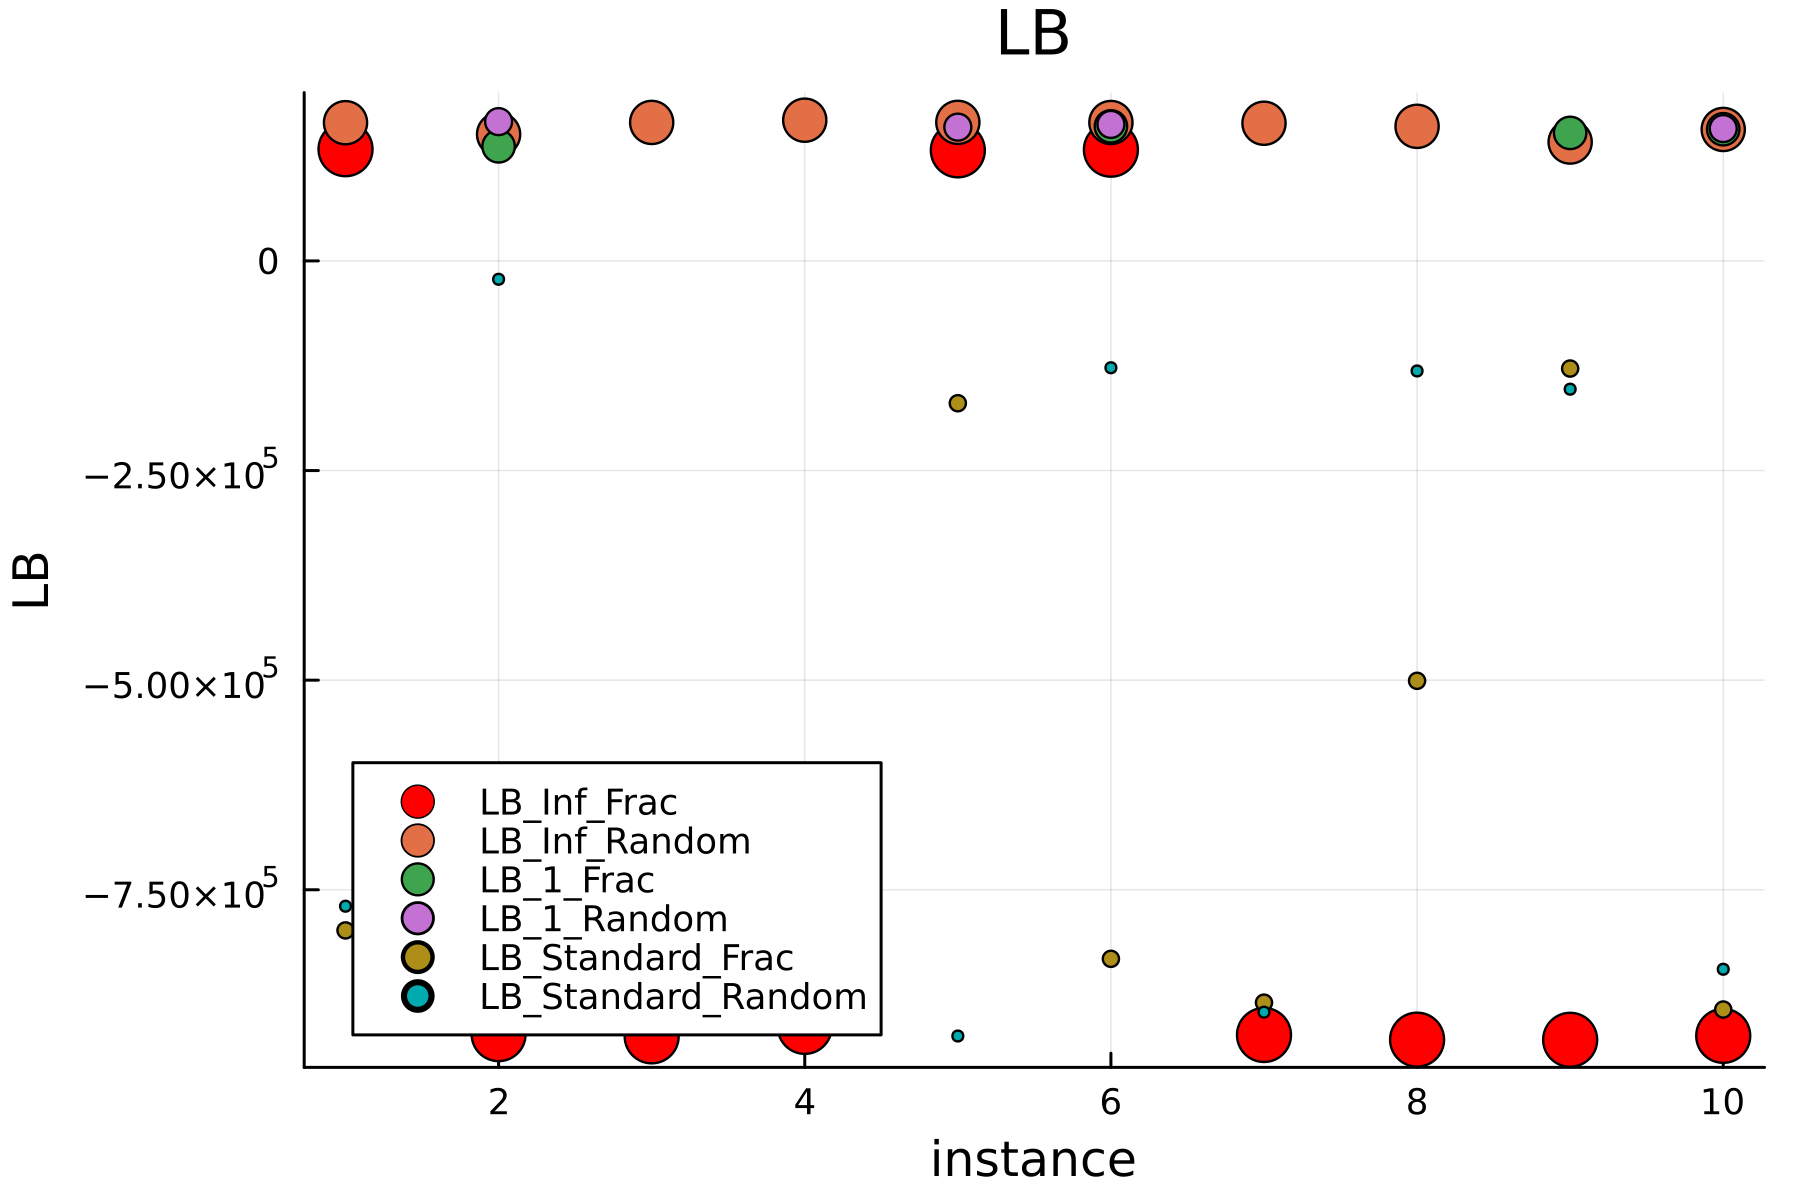 LB
LB
0
−2.50×10⁵
−5.00×10⁵
−7.50×10⁵
LB_Inf_Frac
LB_Inf_Random
LB_1_Frac
LB_1_Random
LB_Standard_Frac
LB_Standard_Random
2 4 6 8 10
instance